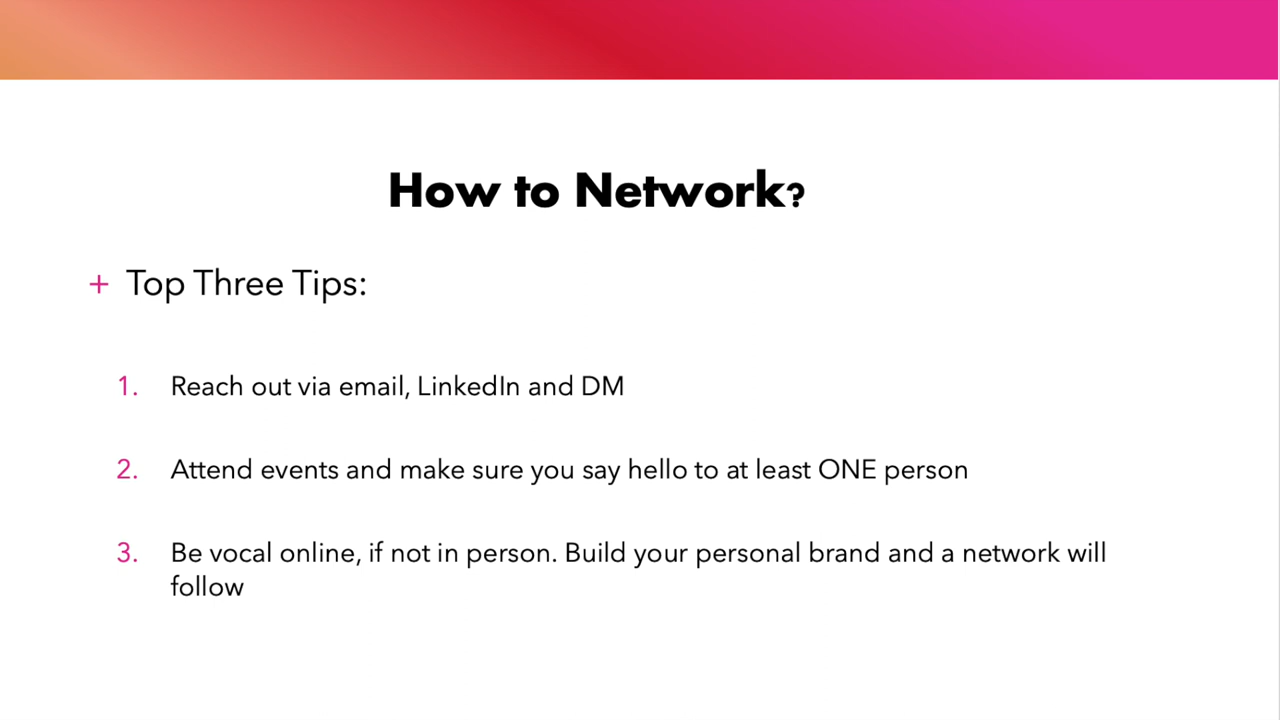 How to Network?
+ Top Three Tips:
1. Reach out via email, LinkedIn and DM
2. Attend events and make sure you say hello to at least ONE person
3. Be vocal online, if not in person. Build your personal brand and a network will
follow